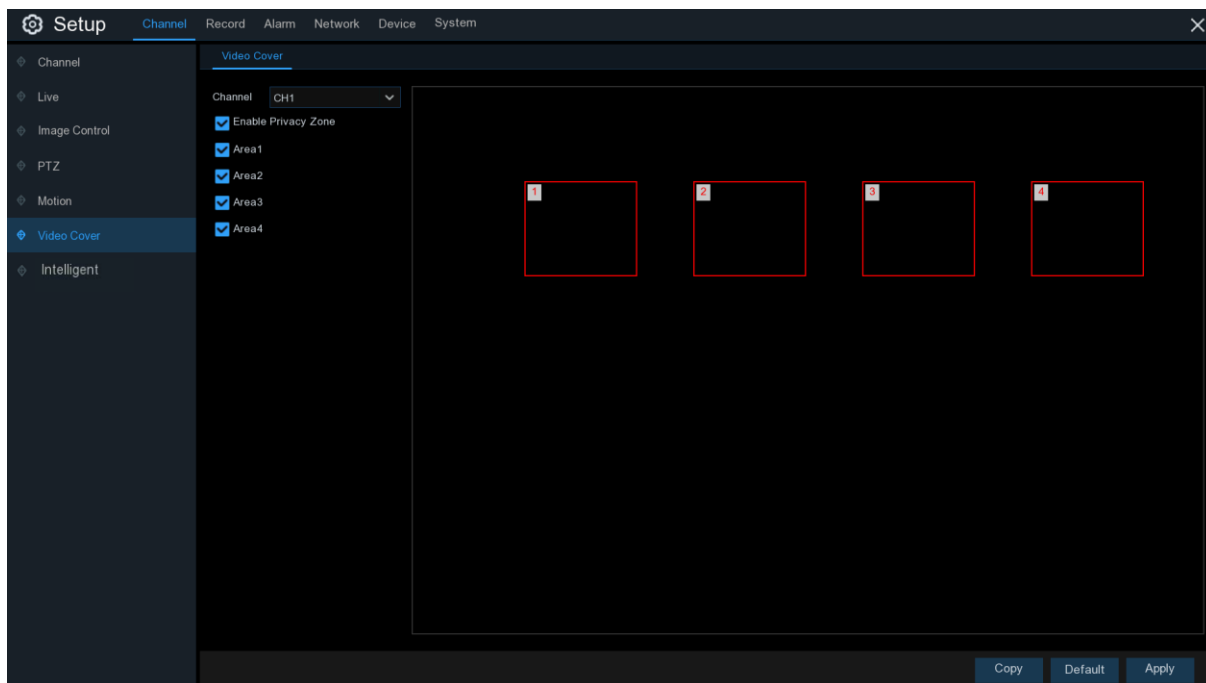 Setup Channel Record Alarm Network Device System
Channel
Live
Image Control
PTZ
Motion
Video Cover
Intelligent
Video Cover
Channel CH1
Enable Privacy Zone
Area1
Area2
Area3
Area4
1 2 3 4
Copy Default Apply